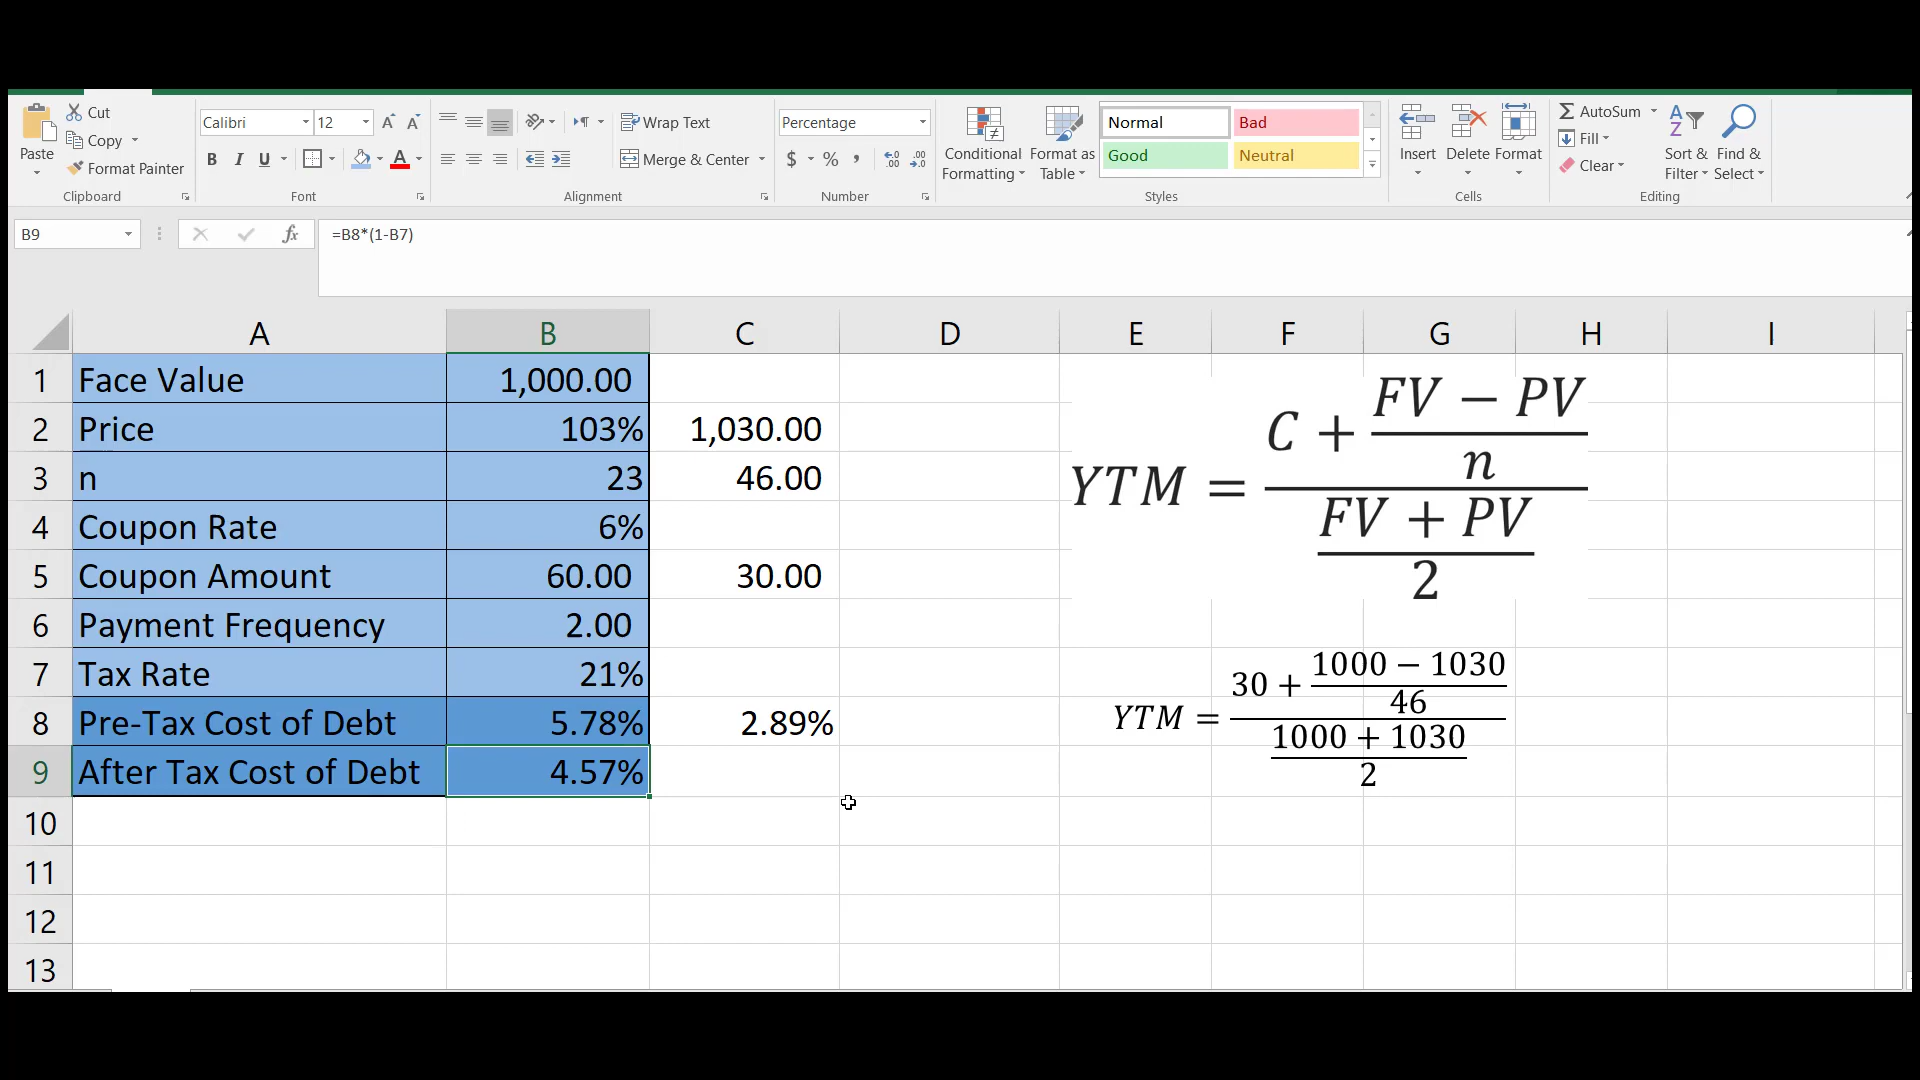 Cut
Copy
Format Painter
Paste
Clipboard
Calibri 12 A A
B I U A
Font
Wrap Text
Merge & Center
Alignment
Percentage
$ % , .00 .00
Number
Conditional Formatting
Format as Table
Normal Bad
Good Neutral
Styles
Insert Delete Format
Cells
AutoSum
Fill
Clear
Sort & Filter
Find & Select
Editing
B9 fx =B8*(1-B7)
A B C D E F G H I
1 Face Value 1,000.00
2 Price 103% 1,030.00
3 n 23 46.00
4 Coupon Rate 6%
5 Coupon Amount 60.00 30.00
6 Payment Frequency 2.00
7 Tax Rate 21%
8 Pre-Tax Cost of Debt 5.78% 2.89%
9 After Tax Cost of Debt 4.57%
10
11
12
13
FV − PV
C +
n
YTM =
FV + PV
2
1000 − 1030
30 +
46
YTM =
1000 + 1030
2